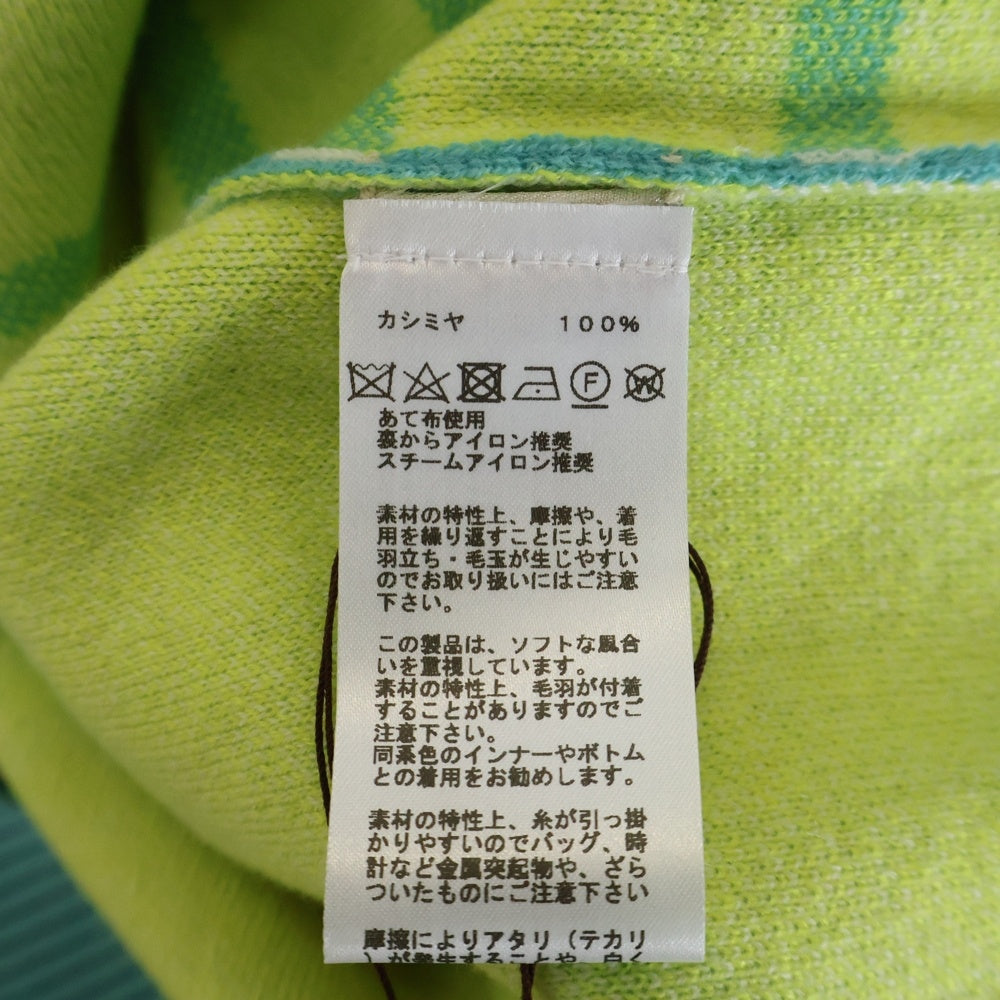 カシミヤ 100%
F W
あて布使用
裏からアイロン推奨
スチームアイロン推奨
素材の特性上、摩擦や、着
用を繰り返すことにより毛
羽立ち・毛玉が生じやすい
のでお取り扱いにはご注意
下さい。
この製品は、ソフトな風合
いを重視しています。
素材の特性上、毛羽が付着
することがありますのでご
注意下さい。
同系色のインナーやボトム
との着用をお勧めします。
素材の特性上、糸が引っ掛
かりやすいのでバッグ、時
計など金属突起物や、ざら
ついたものにご注意下さい
摩擦によりアタリ（テカリ
）が発生することや、白く